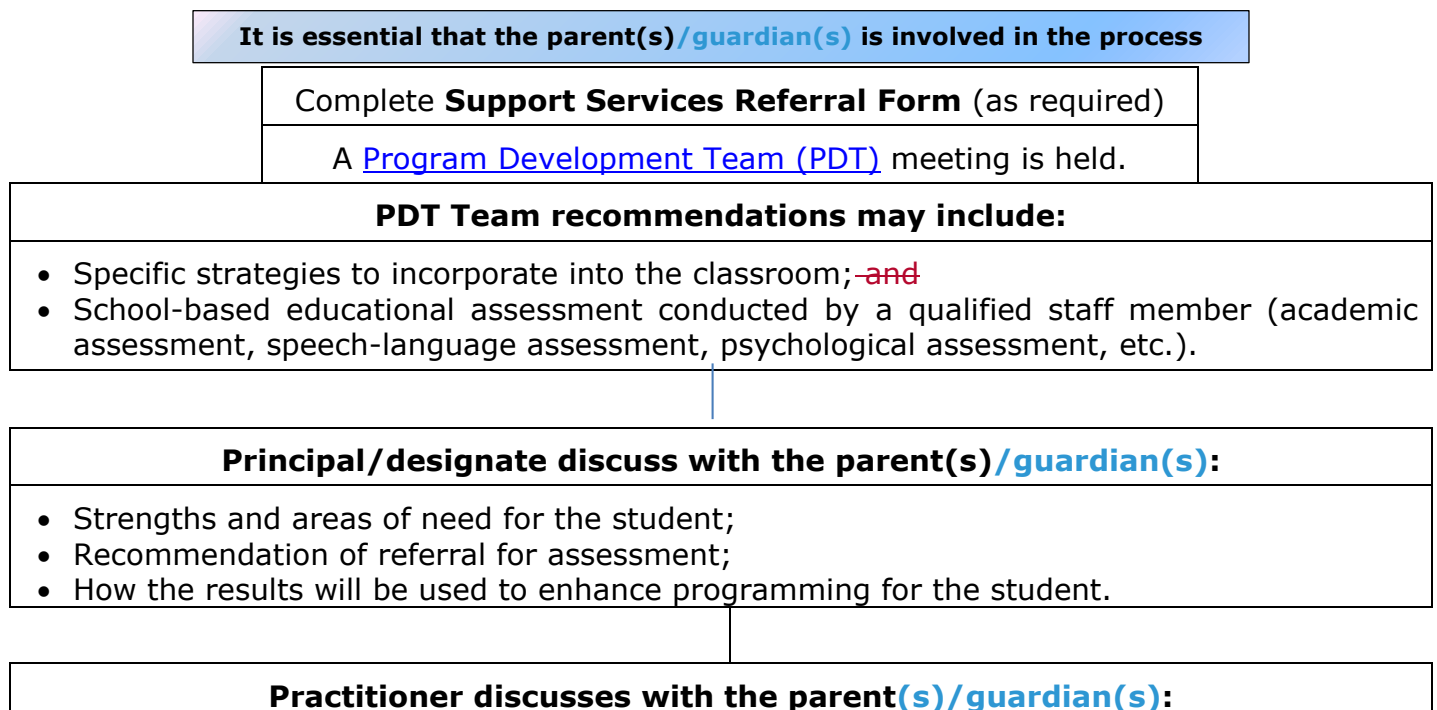 It is essential that the parent(s)/guardian(s) is involved in the process
Complete Support Services Referral Form (as required)
A Program Development Team (PDT) meeting is held.
PDT Team recommendations may include:
• Specific strategies to incorporate into the classroom; and
• School-based educational assessment conducted by a qualified staff member (academic
assessment, speech-language assessment, psychological assessment, etc.).
Principal/designate discuss with the parent(s)/guardian(s):
• Strengths and areas of need for the student;
• Recommendation of referral for assessment;
• How the results will be used to enhance programming for the student.
Practitioner discusses with the parent(s)/guardian(s):